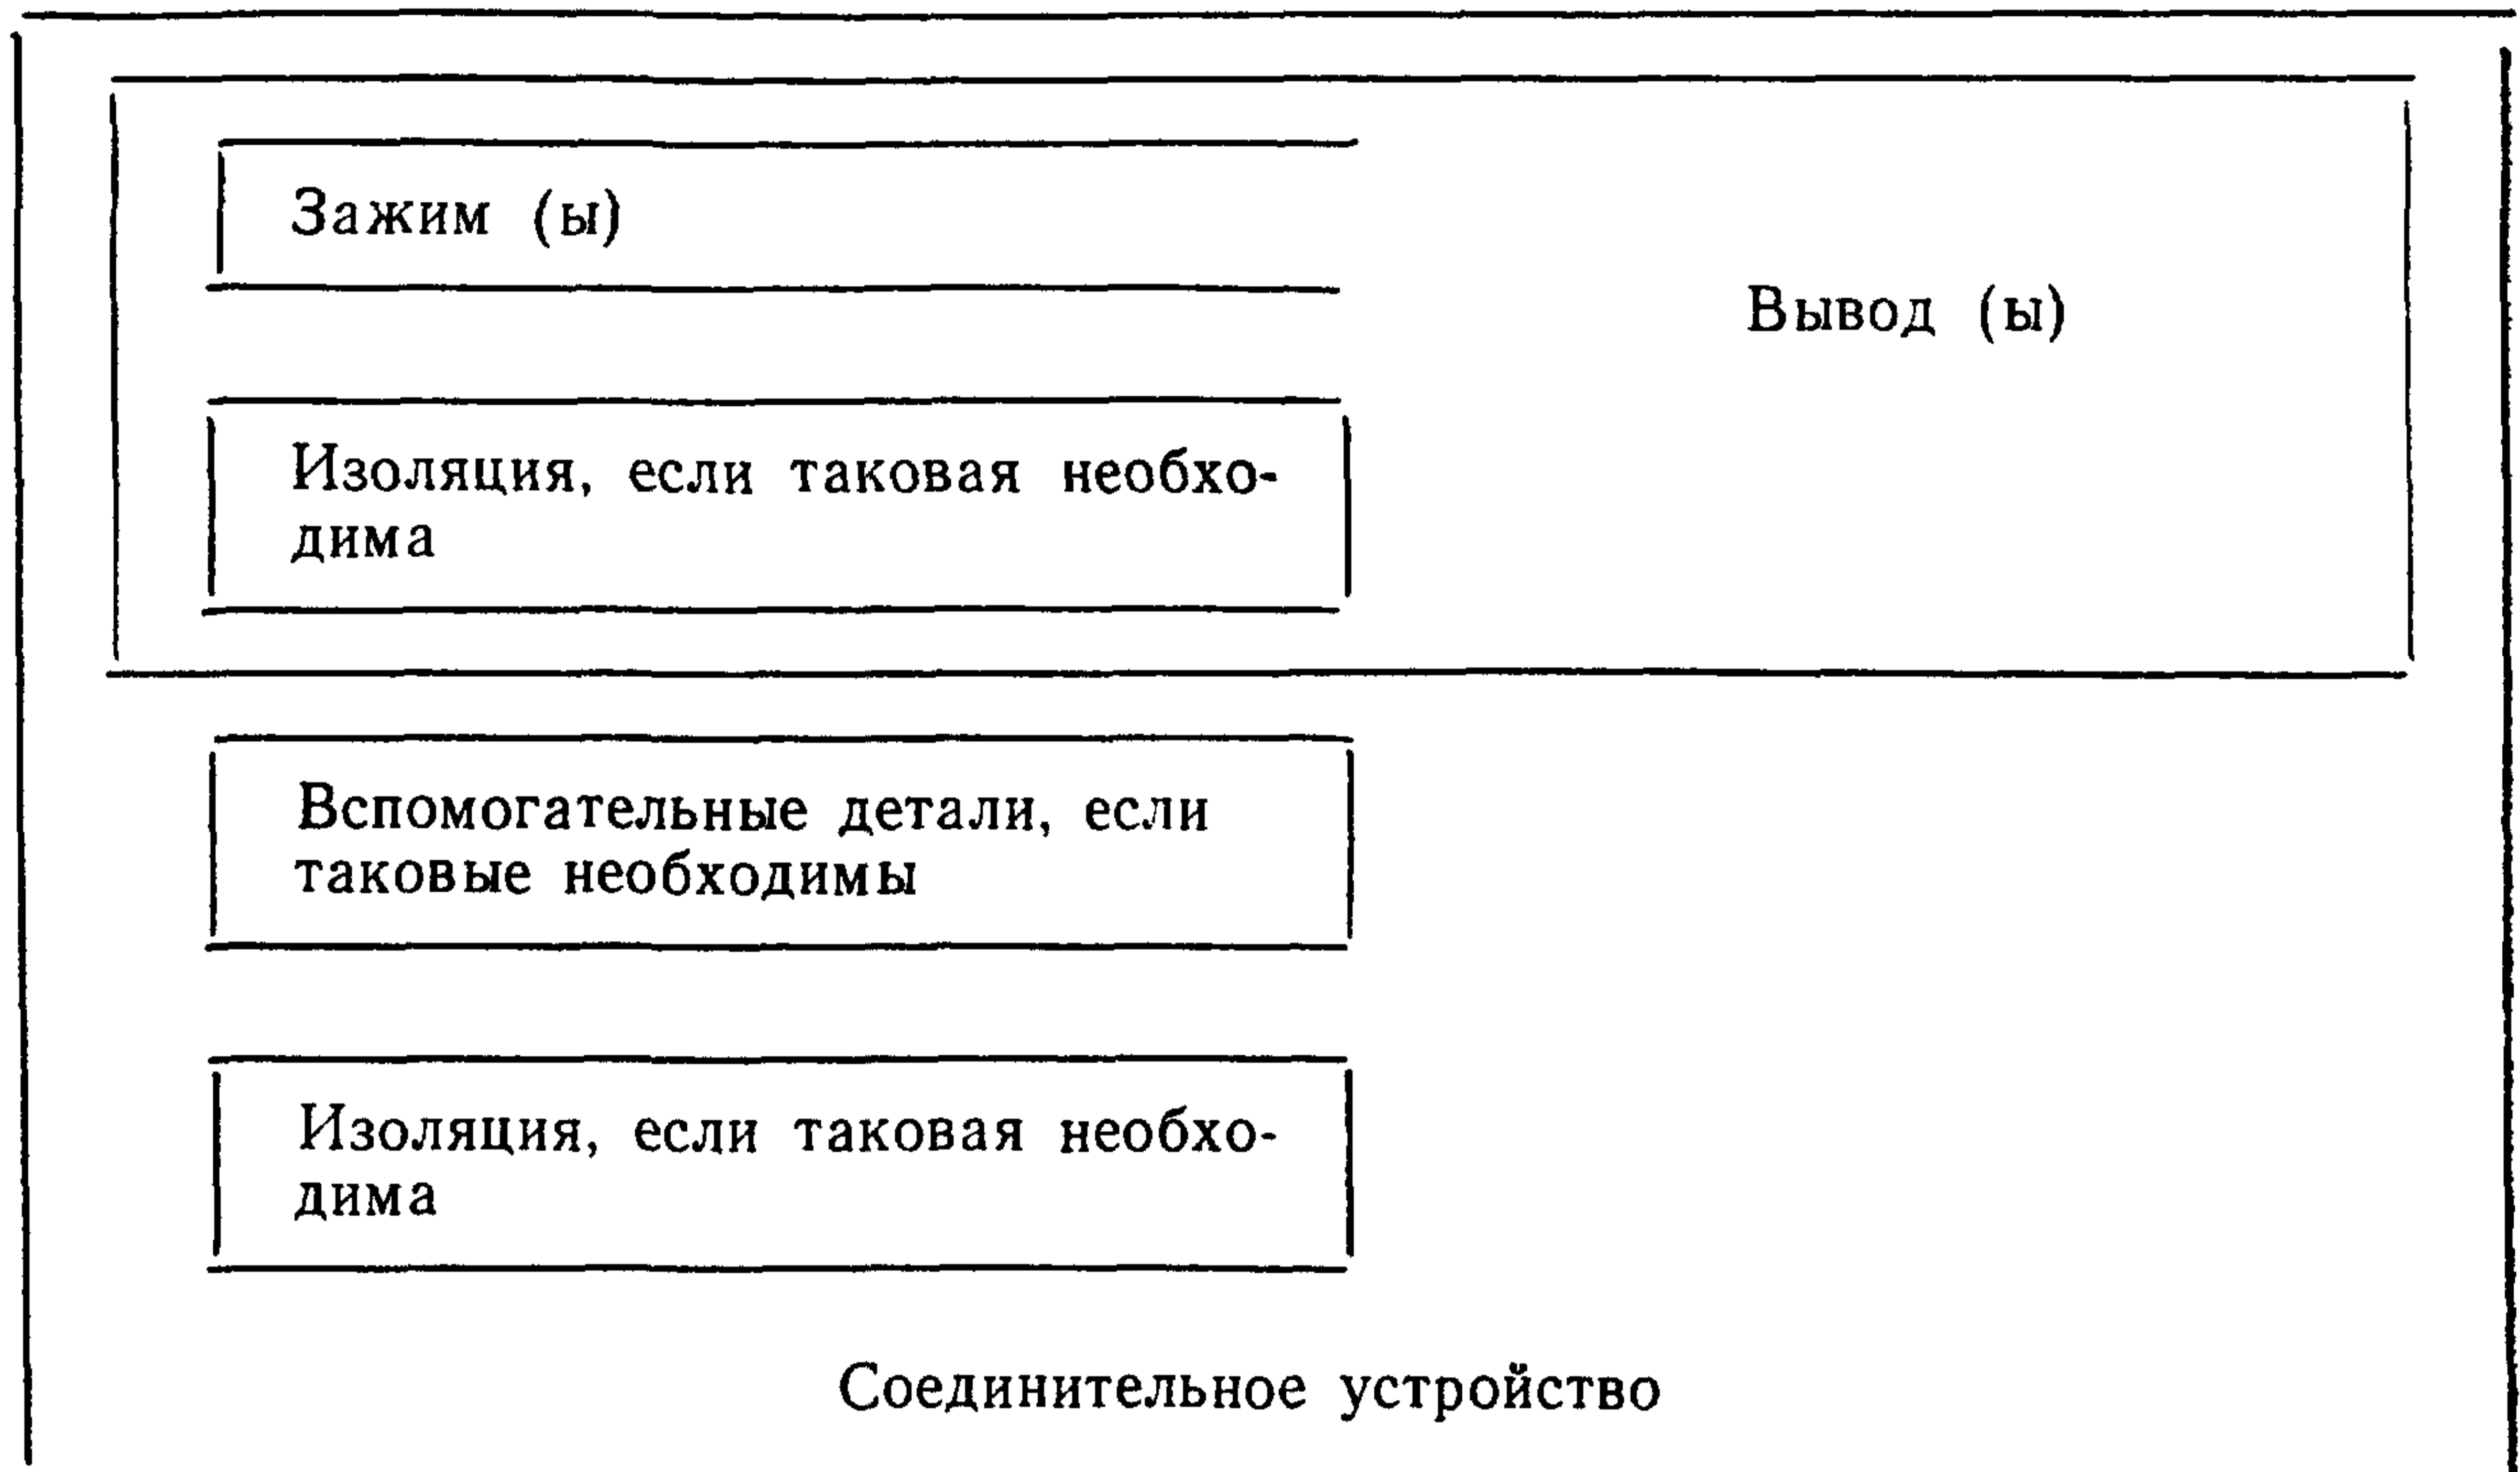 Зажим (ы)
Вывод (ы)
Изоляция, если таковая необхо-
дима
Вспомогательные детали, если
таковые необходимы
Изоляция, если таковая необхо-
дима
Соединительное устройство